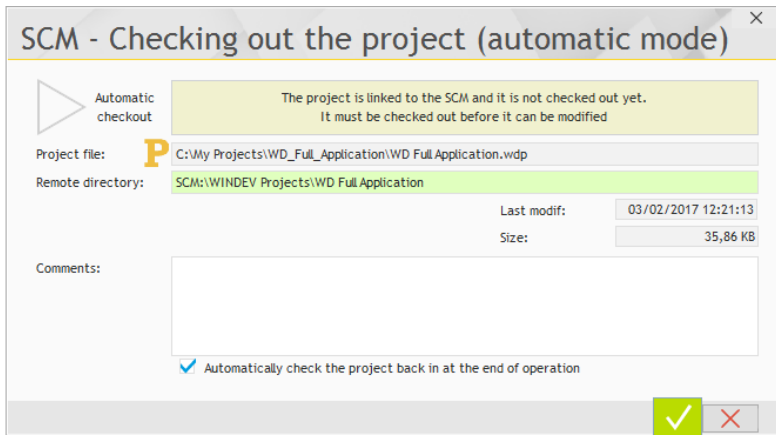 SCM - Checking out the project (automatic mode)
Automatic
checkout
The project is linked to the SCM and it is not checked out yet.
It must be checked out before it can be modified
Project file:
P
C:\My Projects\WD_Full_Application\WD Full Application.wdp
Remote directory:
SCM:\WINDEV Projects\WD Full Application
Last modif:
03/02/2017 12:21:13
Size:
35,86 KB
Comments:
Automatically check the project back in at the end of operation